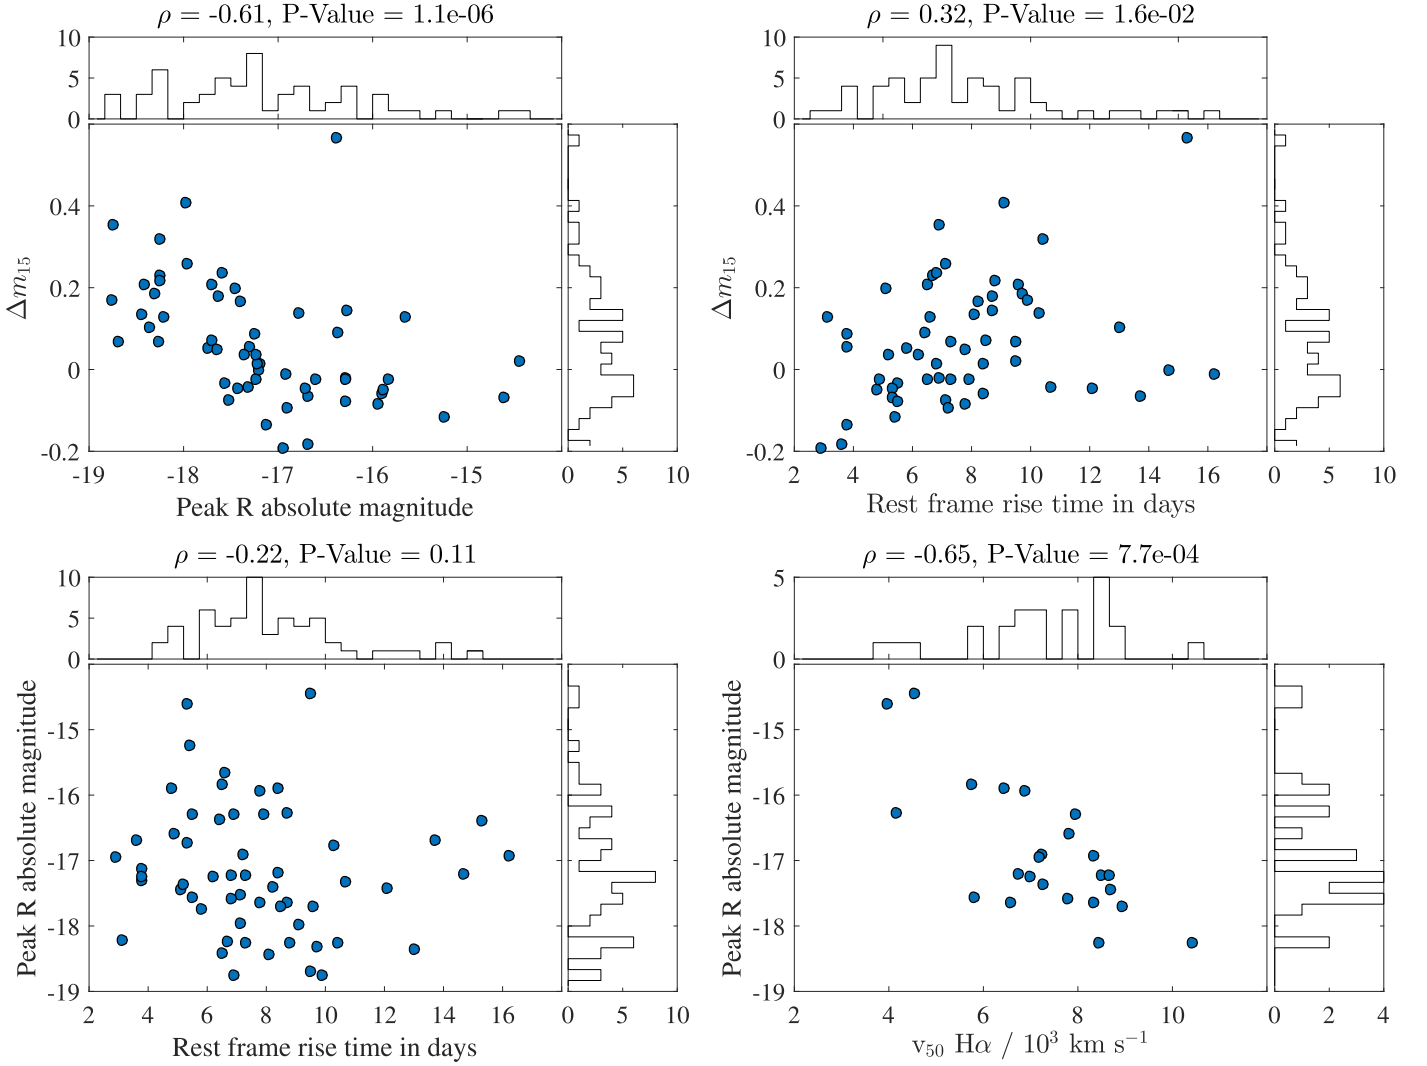 ρ = -0.61, P-Value = 1.1e-06
10
5
0
Δm₁₅
0.4
0.2
0
-0.2
-19 -18 -17 -16 -15
0 5 10
Peak R absolute magnitude
ρ = 0.32, P-Value = 1.6e-02
10
5
0
Δm₁₅
0.4
0.2
0
-0.2
2 4 6 8 10 12 14 16
0 5 10
Rest frame rise time in days
ρ = -0.22, P-Value = 0.11
10
5
0
Peak R absolute magnitude
-15
-16
-17
-18
-19
2 4 6 8 10 12 14 16
0 5 10
Rest frame rise time in days
ρ = -0.65, P-Value = 7.7e-04
5
0
Peak R absolute magnitude
-15
-16
-17
-18
-19
2 4 6 8 10
0 2 4
v₅₀ Hα / 10³ km s⁻¹